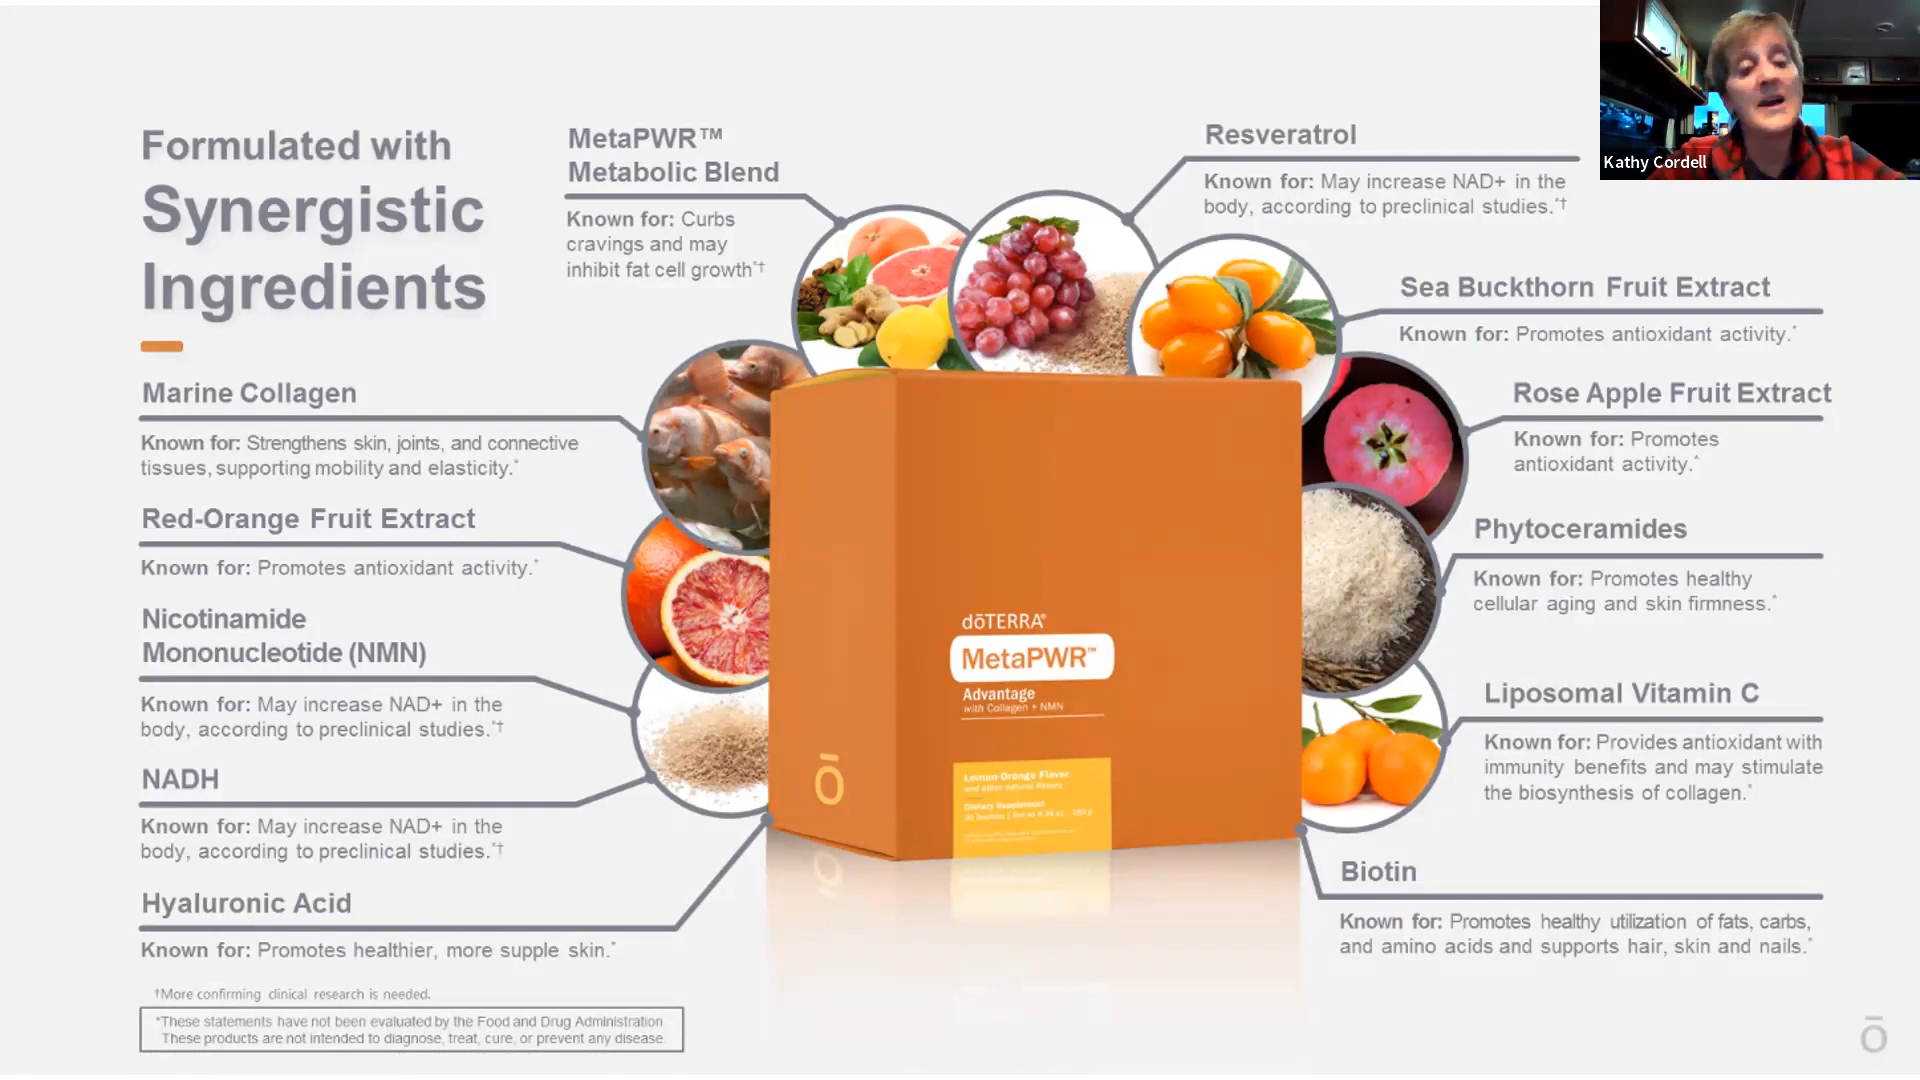 Formulated with
Synergistic
Ingredients
MetaPWR™
Metabolic Blend
Known for: Curbs
cravings and may
inhibit fat cell growth*†
Resveratrol
Known for: May increase NAD+ in the
body, according to preclinical studies.*†
Kathy Cordell
Sea Buckthorn Fruit Extract
Known for: Promotes antioxidant activity.*
Marine Collagen
Known for: Strengthens skin, joints, and connective
tissues, supporting mobility and elasticity.*
Rose Apple Fruit Extract
Known for: Promotes
antioxidant activity.*
Red-Orange Fruit Extract
Known for: Promotes antioxidant activity.*
Phytoceramides
Known for: Promotes healthy
cellular aging and skin firmness.*
Nicotinamide
Mononucleotide (NMN)
Known for: May increase NAD+ in the
body, according to preclinical studies.*†
Liposomal Vitamin C
Known for: Provides antioxidant with
immunity benefits and may stimulate
the biosynthesis of collagen.*
NADH
Known for: May increase NAD+ in the
body, according to preclinical studies.*†
Biotin
Known for: Promotes healthy utilization of fats, carbs,
and amino acids and supports hair, skin and nails.*
Hyaluronic Acid
Known for: Promotes healthier, more supple skin.*
dōTERRA®
MetaPWR™
Advantage
with Collagen + NMN
Lemon-Orange Flavor
and other natural flavors
Dietary Supplement
ō
†More confirming clinical research is needed.
*These statements have not been evaluated by the Food and Drug Administration
These products are not intended to diagnose, treat, cure, or prevent any disease.
ō